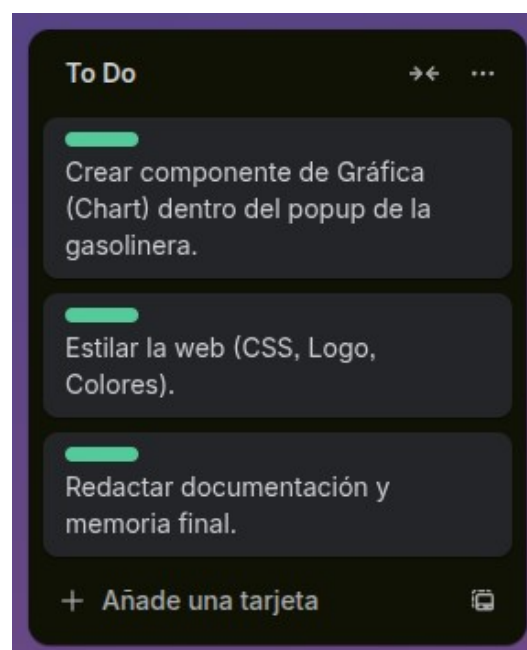 To Do
Crear componente de Gráfica
(Chart) dentro del popup de la
gasolinera.
Estilar la web (CSS, Logo,
Colores).
Redactar documentación y
memoria final.
+ Añade una tarjeta